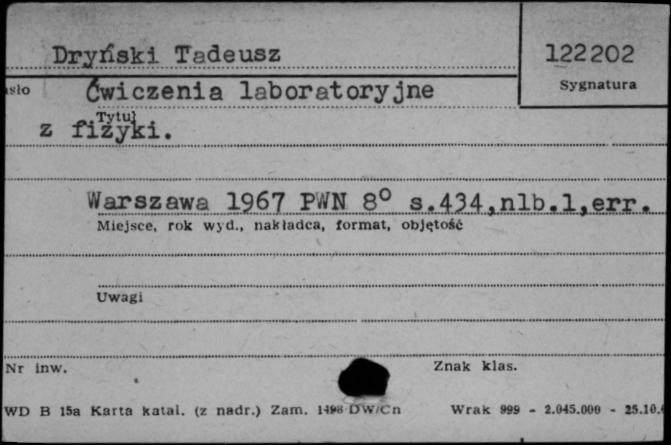 Dryński Tadeusz
122202
Sygnatura
Ćwiczenia laboratoryjne
Tytuł
z fizyki.
Warszawa 1967 PWN 8° s.434,nlb.1,err.
Miejsce, rok wyd., nakładca, format, objętość
Uwagi
Nr inw.
Znak klas.
WD B 15a Karta katal. (z nadr.) Zam. 1498 DW/Cn Wrak 999 - 2.045.000 - 25.10.